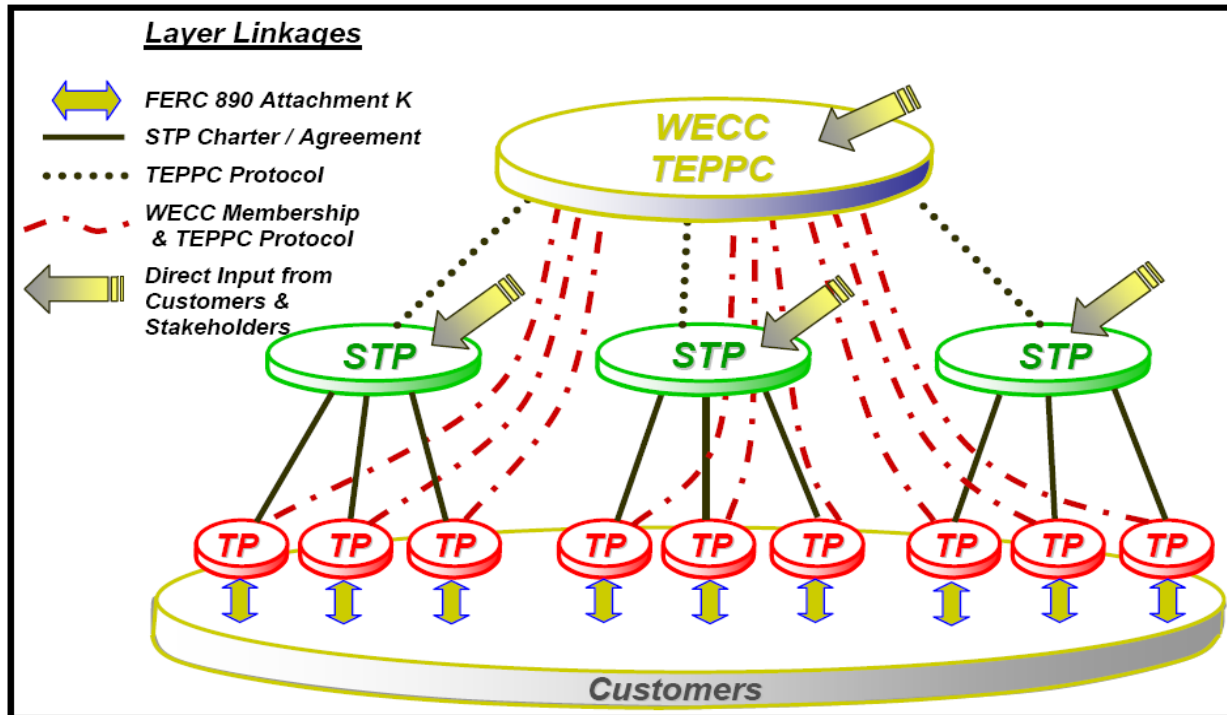 Layer Linkages
FERC 890 Attachment K
STP Charter / Agreement
TEPPC Protocol
WECC Membership
& TEPPC Protocol
Direct Input from
Customers &
Stakeholders
WECC
TEPPC
STP STP STP
TP TP TP TP TP TP TP TP TP
Customers